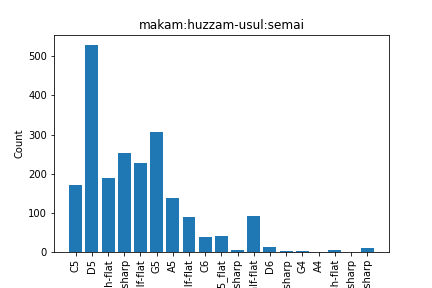 makam:huzzam-usul:semai
500
400
300
200
100
0
Count
C5
D5
h-flat
sharp
lf-flat
G5
A5
lf-flat
C6
5_flat
sharp
lf-flat
D6
sharp
G4
A4
h-flat
sharp
sharp